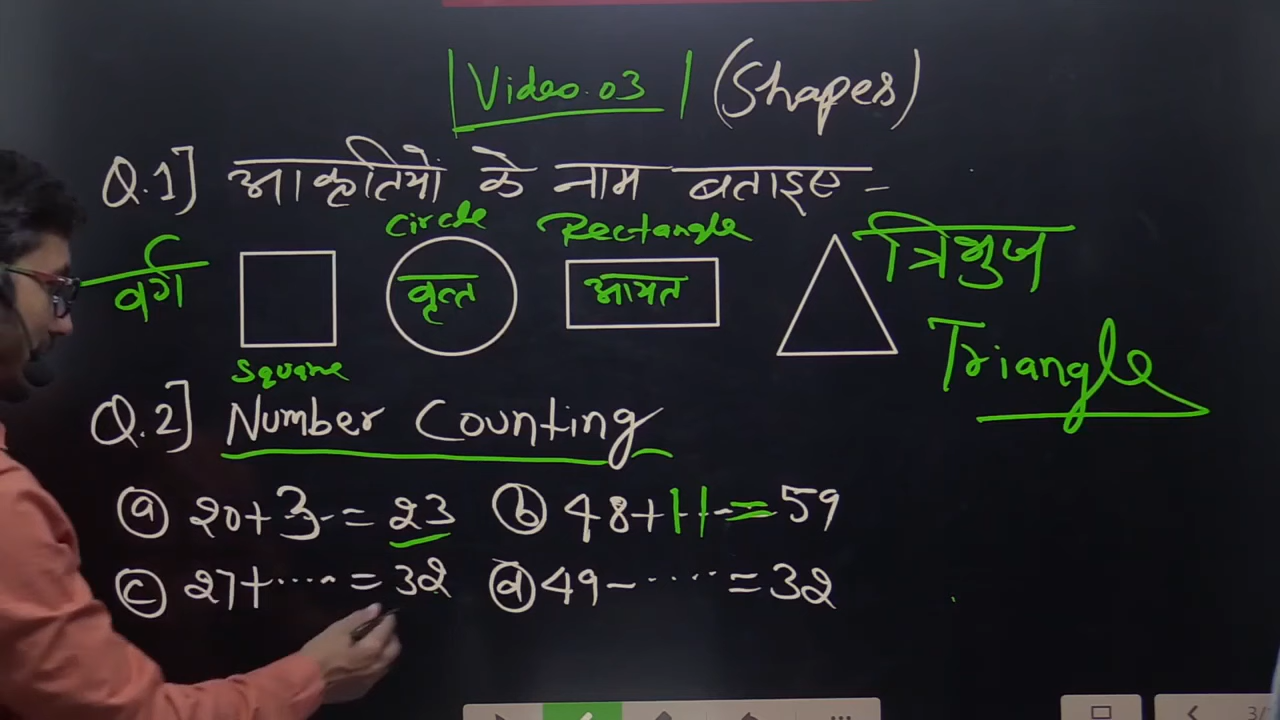 Video.03 (Shapes)
Q.1] आकृतियों के नाम बताइए -
Circle Rectangle
वर्ग वृत्त आयत त्रिभुज
Square Triangle
Q.2] Number Counting
(a) 20+3 = 23 (b) 48+11 = 59
(c) 27+..... = 32 (d) 49-..... = 32